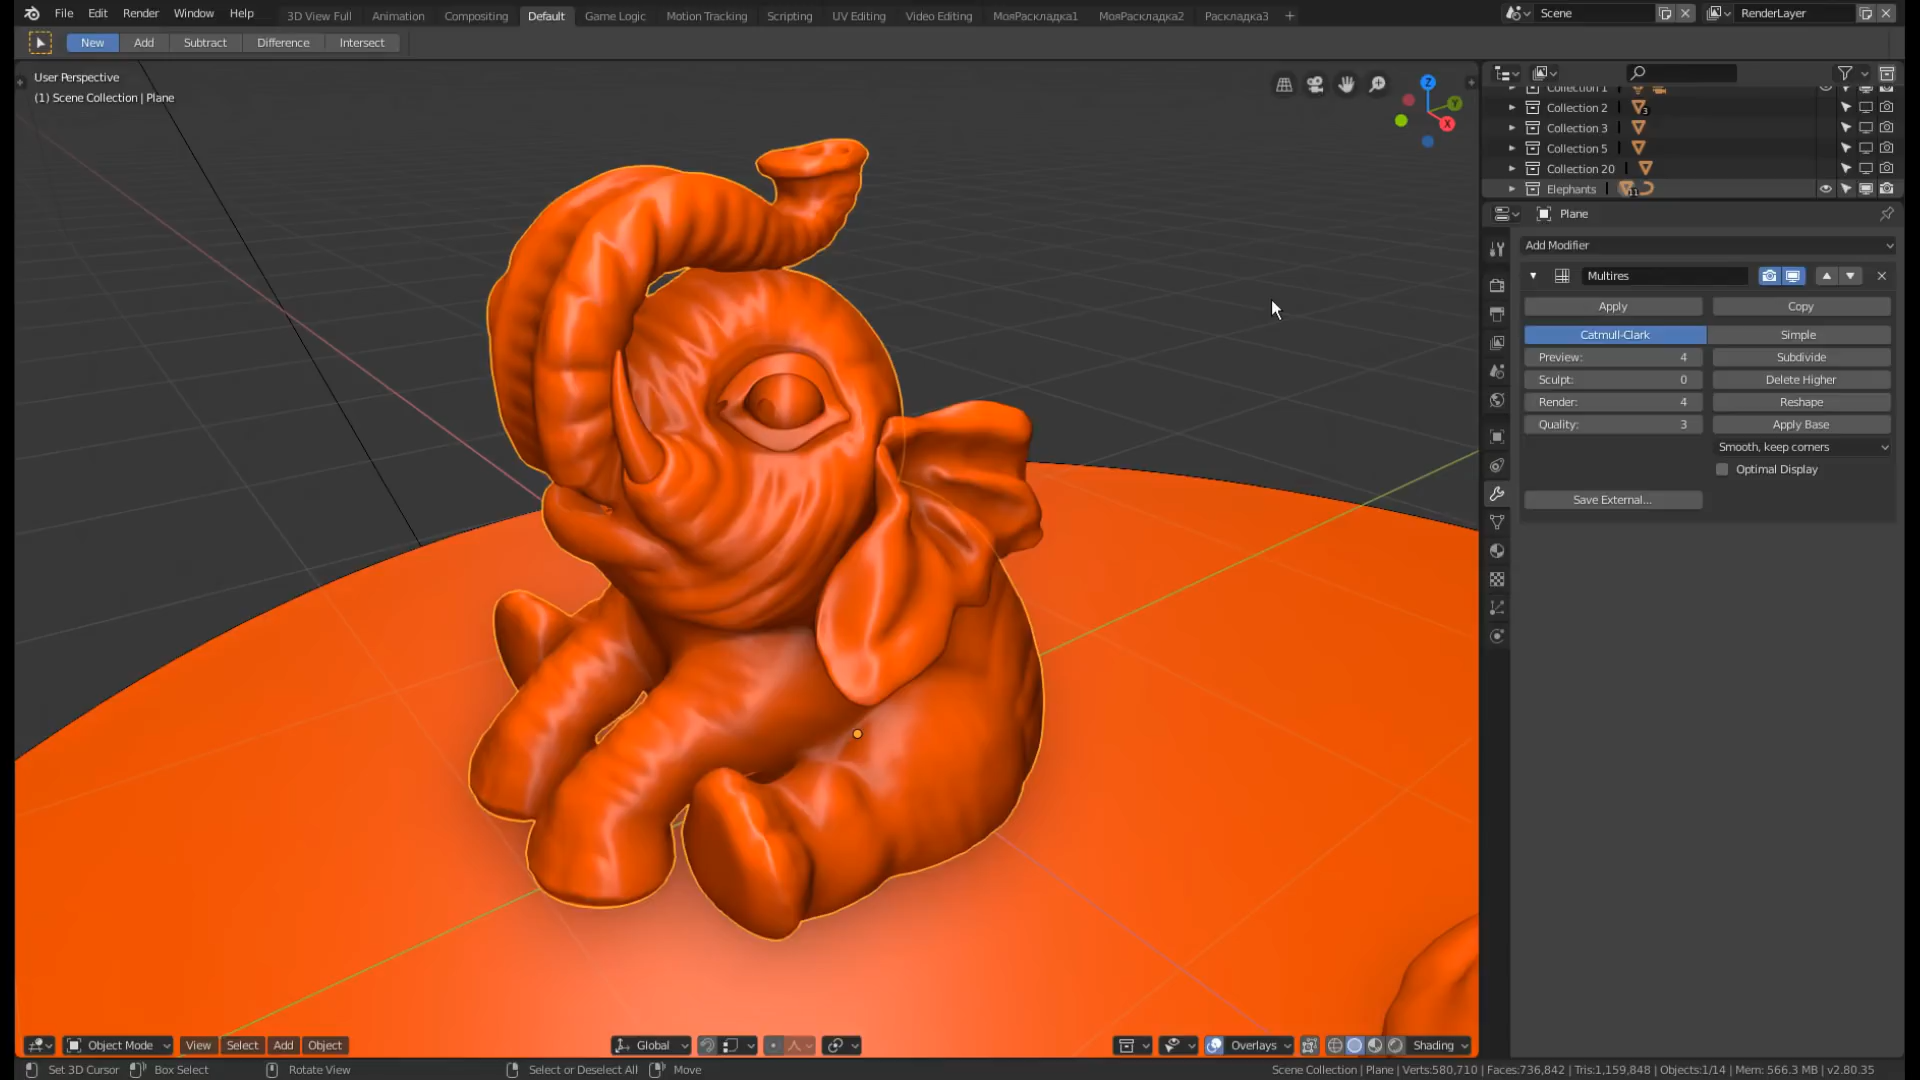 File Edit Render Window Help 3D View Full Animation Compositing Default Game Logic Motion Tracking Scripting UV Editing Video Editing МояРаскладка1 МояРаскладка2 Раскладка3 + Scene RenderLayer
New Add Subtract Difference Intersect
User Perspective
(1) Scene Collection | Plane
Z
Y
X
Collection 1
Collection 2 3
Collection 3
Collection 5
Collection 20
Elephants 11
Plane
Add Modifier
Multires
Apply Copy
Catmull-Clark Simple
Preview: 4 Subdivide
Sculpt: 0 Delete Higher
Render: 4 Reshape
Quality: 3 Apply Base
Smooth, keep corners
Optimal Display
Save External...
Object Mode View Select Add Object Global Overlays Shading
Set 3D Cursor Box Select Rotate View Select or Deselect All Move Scene Collection | Plane | Verts:580,710 | Faces:736,842 | Tris:1,159,848 | Objects:1/14 | Mem: 566.3 MB | v2.80.35